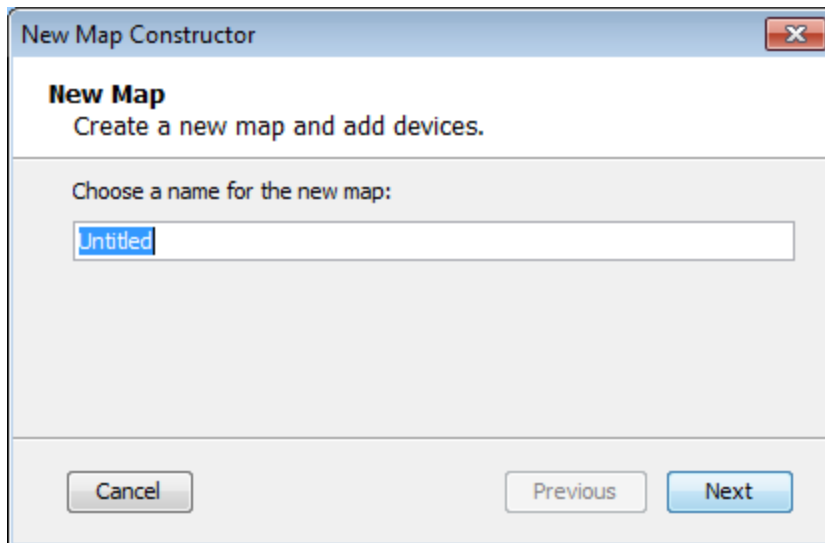 New Map Constructor
New Map
Create a new map and add devices.
Choose a name for the new map:
Untitled
Cancel
Previous
Next